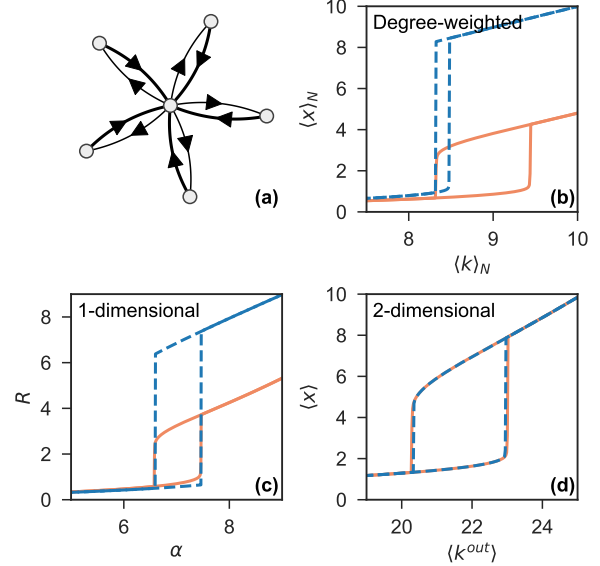 (a)
Degree-weighted
⟨x⟩_N
10
8
6
4
2
0
8
9
10
⟨k⟩_N
(b)
1-dimensional
R
8
6
4
2
0
6
8
α
(c)
2-dimensional
⟨x⟩
10
8
6
4
2
0
20
22
24
⟨k^{out}⟩
(d)